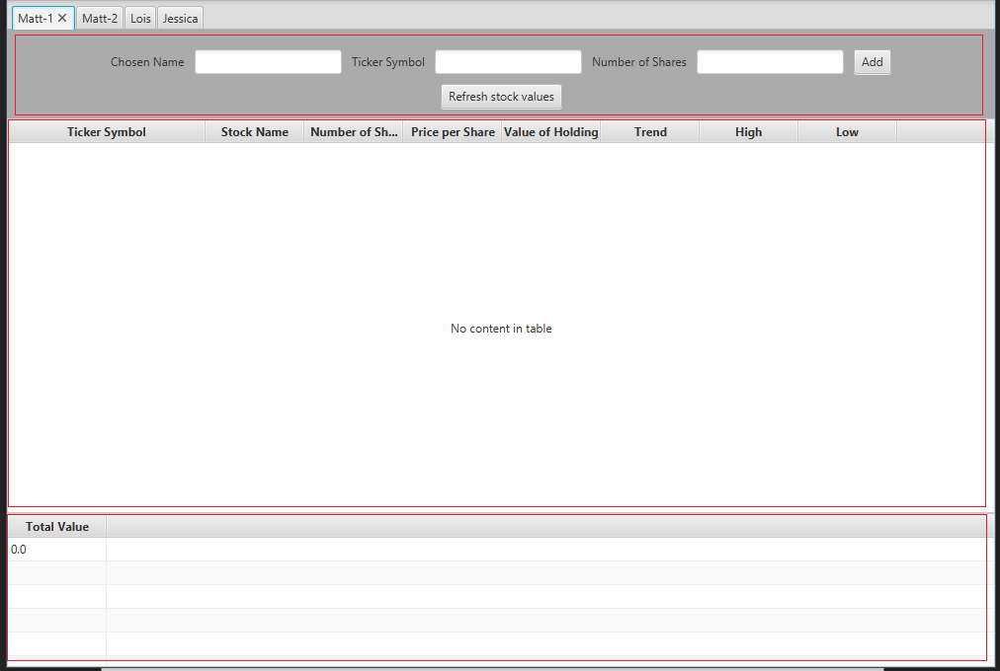 Matt-1 Matt-2 Lois Jessica
Chosen Name Ticker Symbol Number of Shares Add
Refresh stock values
Ticker Symbol Stock Name Number of Sh... Price per Share Value of Holding Trend High Low
No content in table
Total Value
0.0